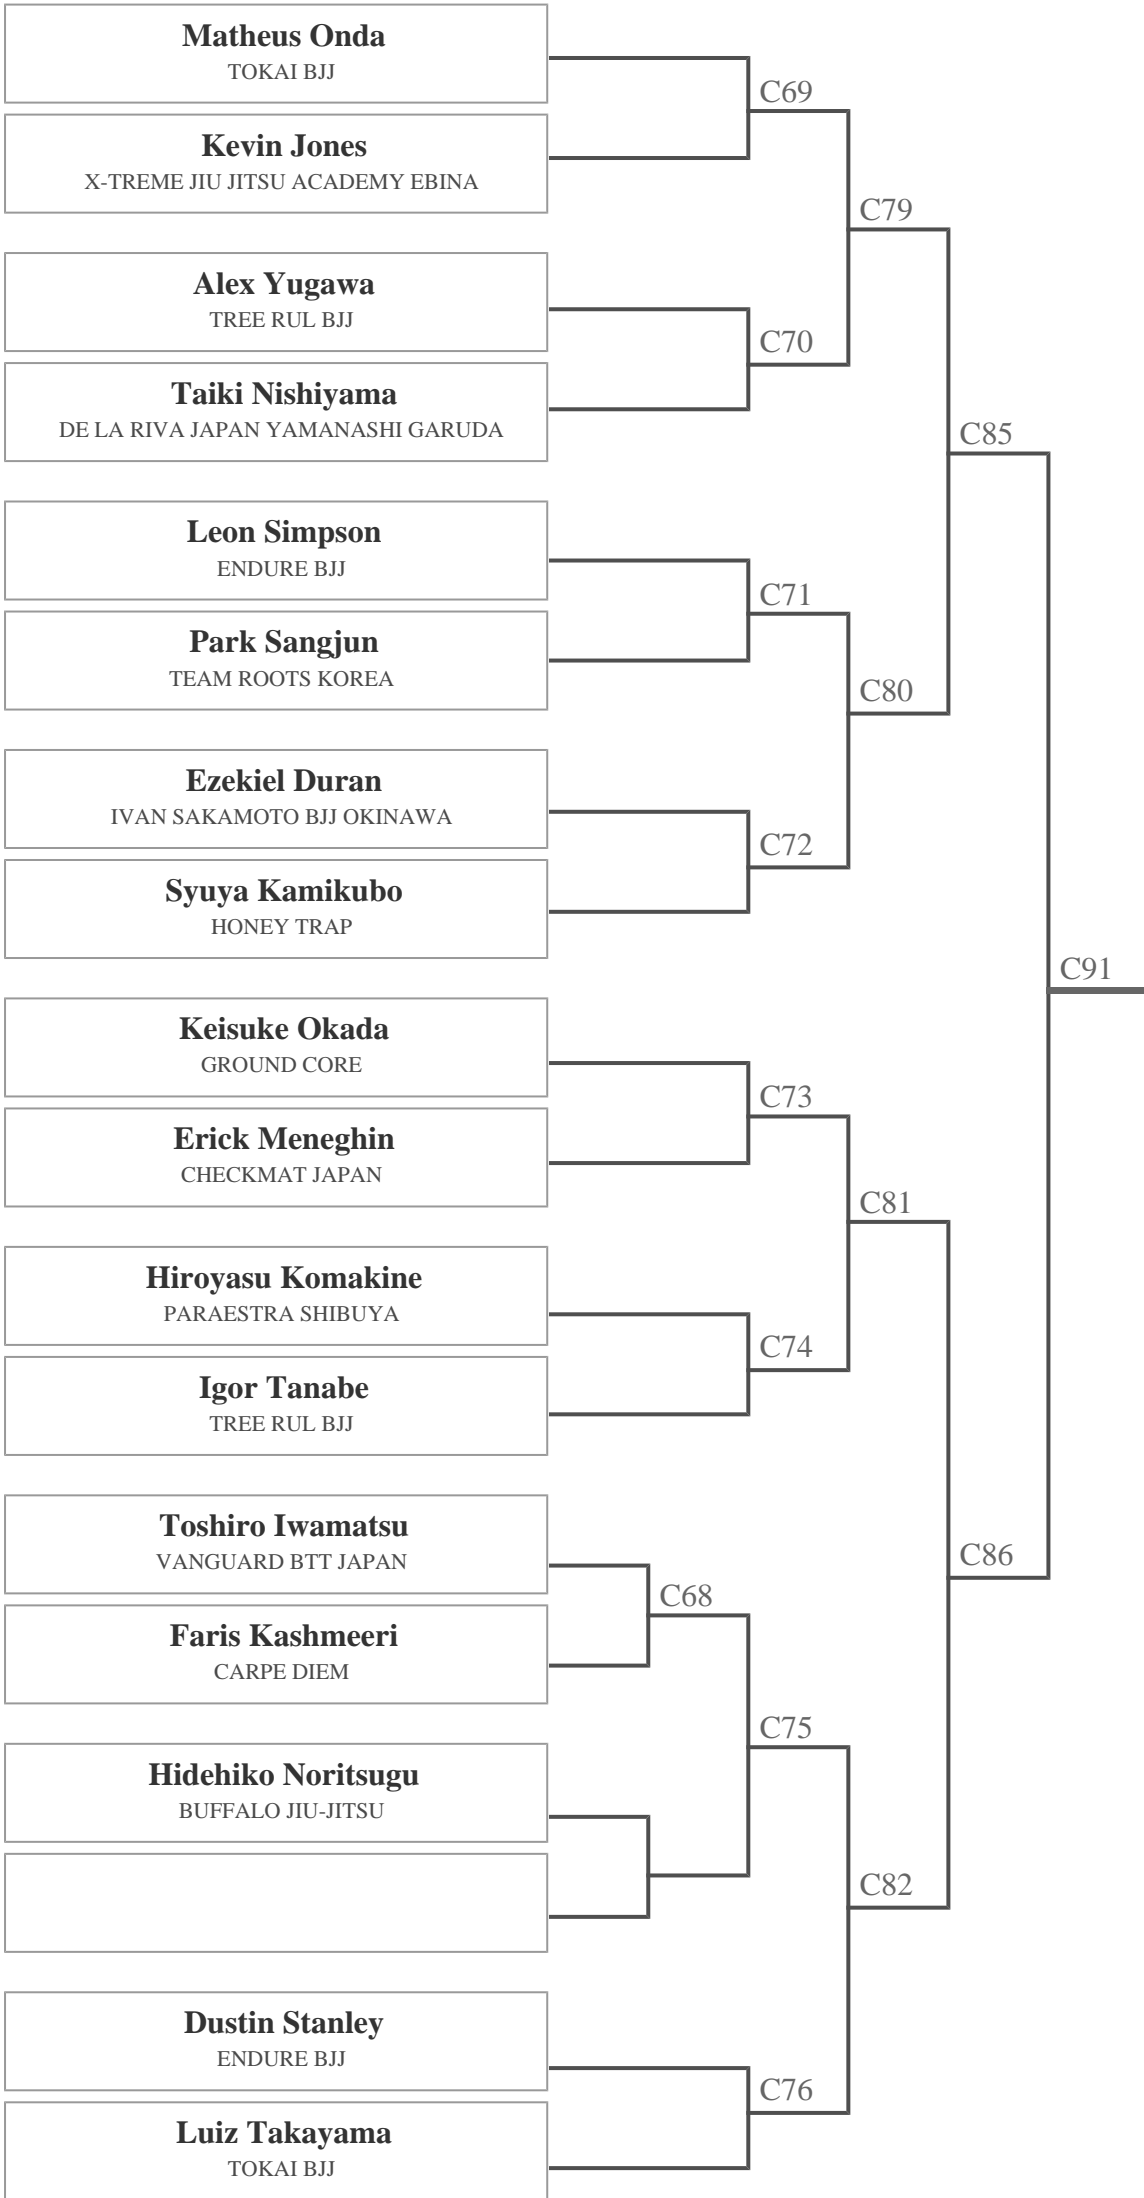 Matheus Onda
TOKAI BJJ
C69
Kevin Jones
X-TREME JIU JITSU ACADEMY EBINA
C79
Alex Yugawa
TREE RUL BJJ
C70
Taiki Nishiyama
DE LA RIVA JAPAN YAMANASHI GARUDA
C85
Leon Simpson
ENDURE BJJ
C71
Park Sangjun
TEAM ROOTS KOREA
C80
Ezekiel Duran
IVAN SAKAMOTO BJJ OKINAWA
C72
Syuya Kamikubo
HONEY TRAP
C91
Keisuke Okada
GROUND CORE
C73
Erick Meneghin
CHECKMAT JAPAN
C81
Hiroyasu Komakine
PARAESTRA SHIBUYA
C74
Igor Tanabe
TREE RUL BJJ
Toshiro Iwamatsu
VANGUARD BTT JAPAN
C86
C68
Faris Kashmeeri
CARPE DIEM
C75
Hidehiko Noritsugu
BUFFALO JIU-JITSU
C82
Dustin Stanley
ENDURE BJJ
C76
Luiz Takayama
TOKAI BJJ